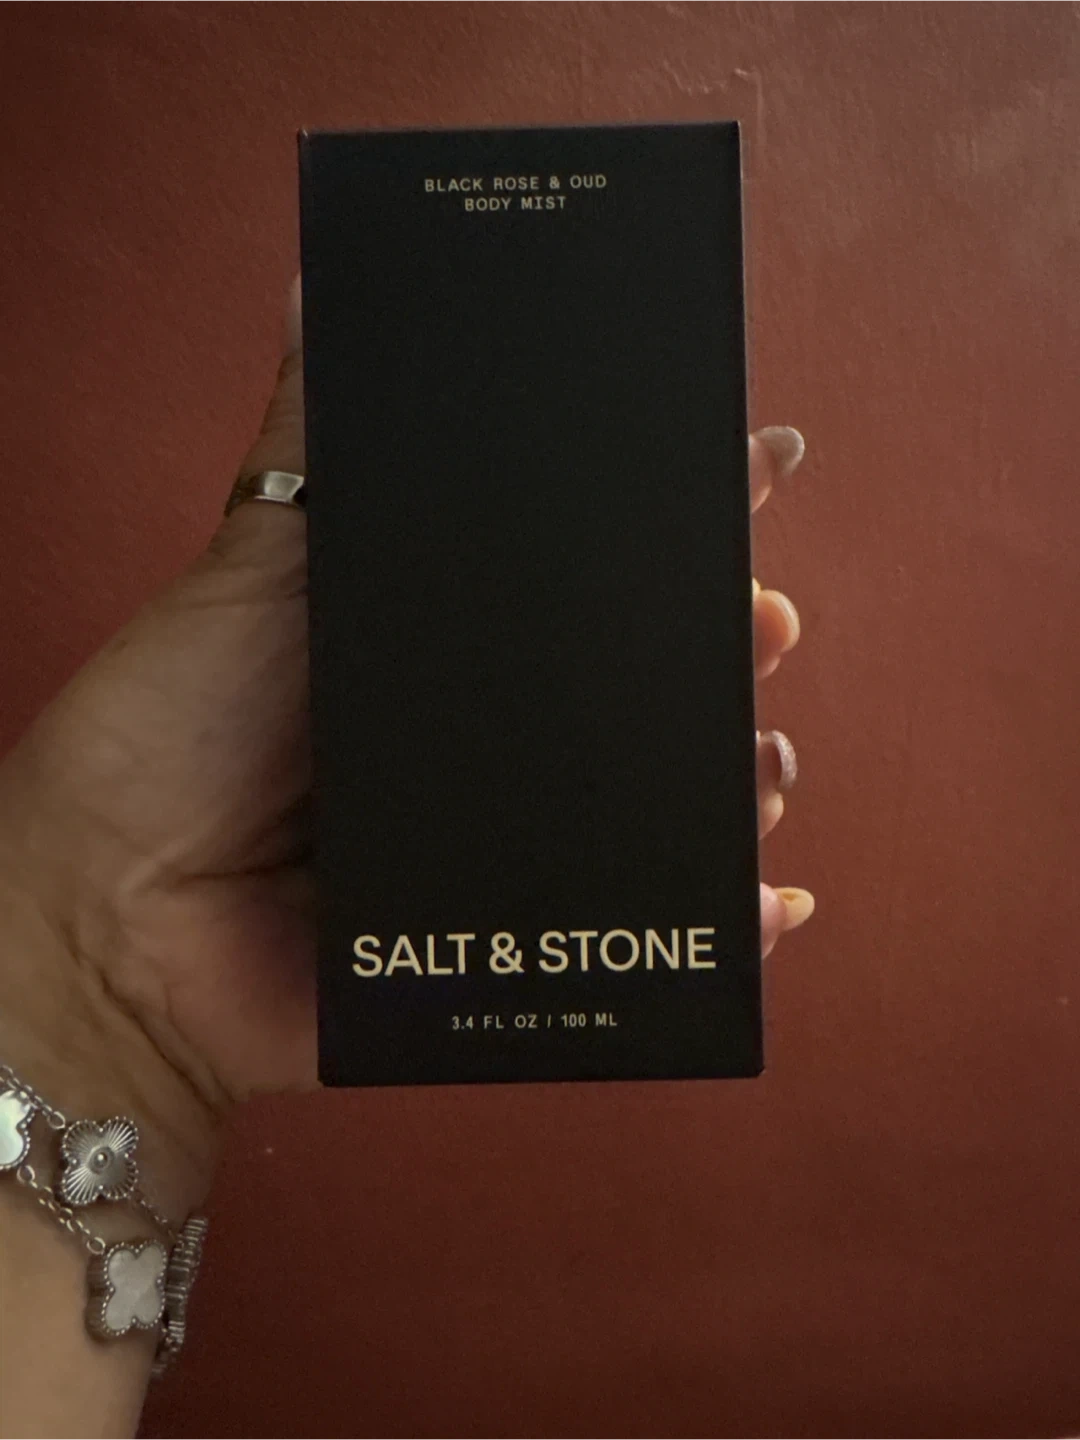 BLACK ROSE & OUD
BODY MIST
SALT & STONE
3.4 FL OZ / 100 ML